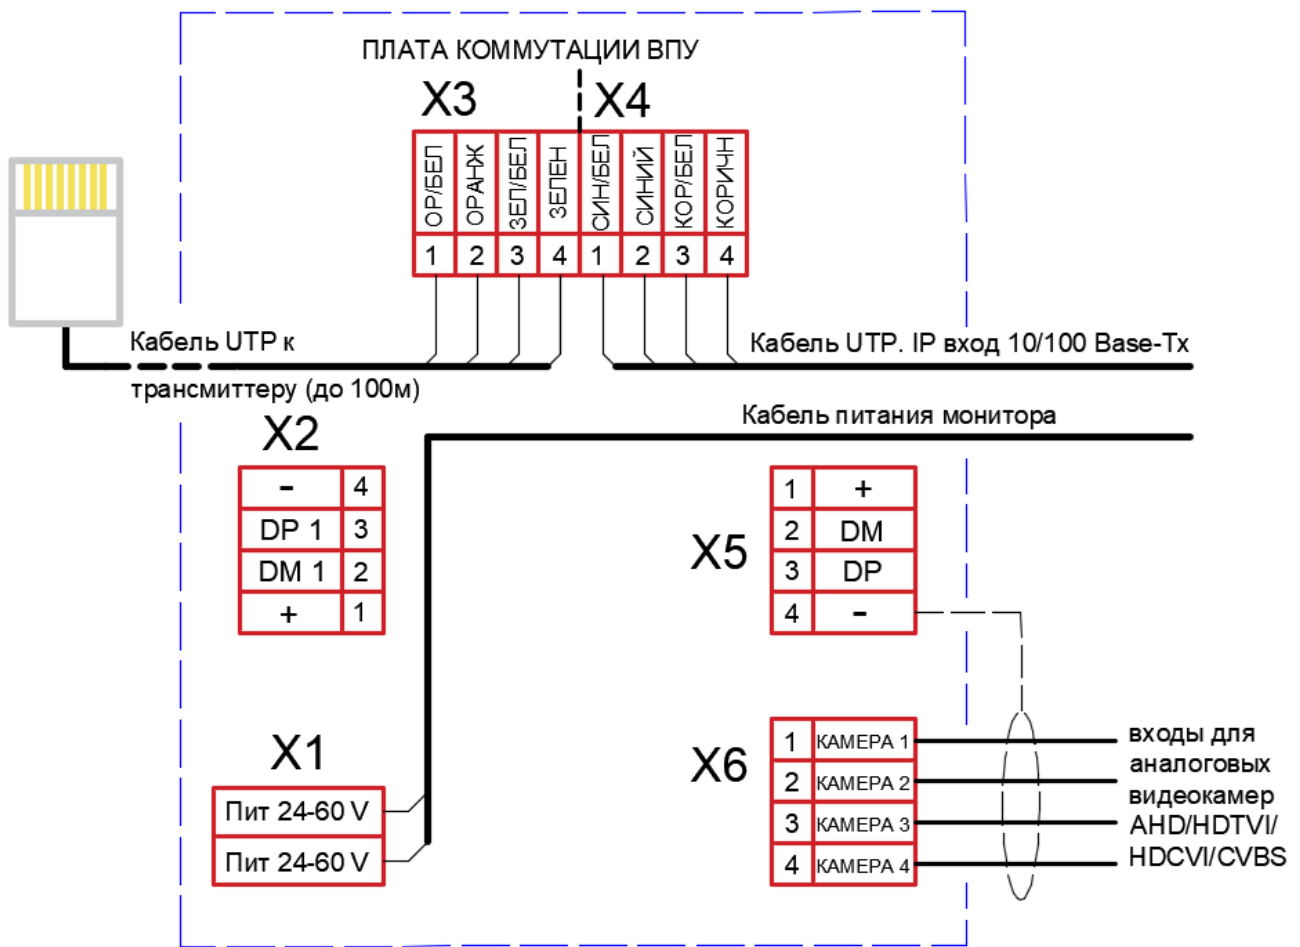 ПЛАТА КОММУТАЦИИ ВПУ
X3 X4
ОР/БЕЛ ОРАНЖ ЗЕЛ/БЕЛ ЗЕЛЕН СИН/БЕЛ СИНИЙ КОР/БЕЛ КОРИЧН
1 2 3 4 1 2 3 4
Кабель UTP к
трансмиттеру (до 100м)
Кабель UTP. IP вход 10/100 Base-Tx
Кабель питания монитора
X2
- 4
DP 1 3
DM 1 2
+ 1
X5
1 +
2 DM
3 DP
4 -
X1
Пит 24-60 V
Пит 24-60 V
X6
1 КАМЕРА 1
2 КАМЕРА 2
3 КАМЕРА 3
4 КАМЕРА 4
входы для
аналоговых
видеокамер
AHD/HDTVI/
HDCVI/CVBS